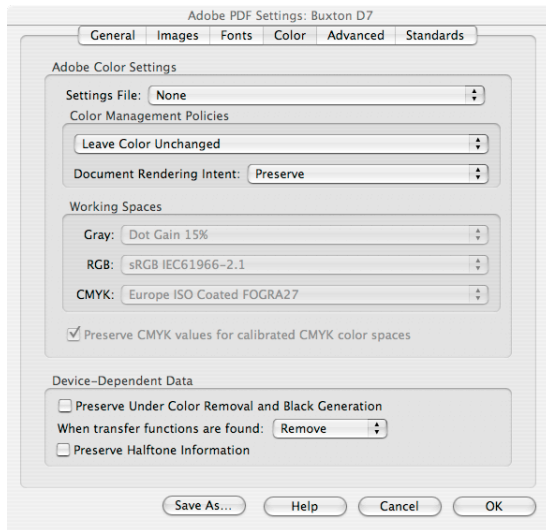 Adobe PDF Settings: Buxton D7
General Images Fonts Color Advanced Standards
Adobe Color Settings
Settings File: None
Color Management Policies
Leave Color Unchanged
Document Rendering Intent: Preserve
Working Spaces
Gray: Dot Gain 15%
RGB: sRGB IEC61966-2.1
CMYK: Europe ISO Coated FOGRA27
Preserve CMYK values for calibrated CMYK color spaces
Device-Dependent Data
Preserve Under Color Removal and Black Generation
When transfer functions are found: Remove
Preserve Halftone Information
Save As... Help Cancel OK